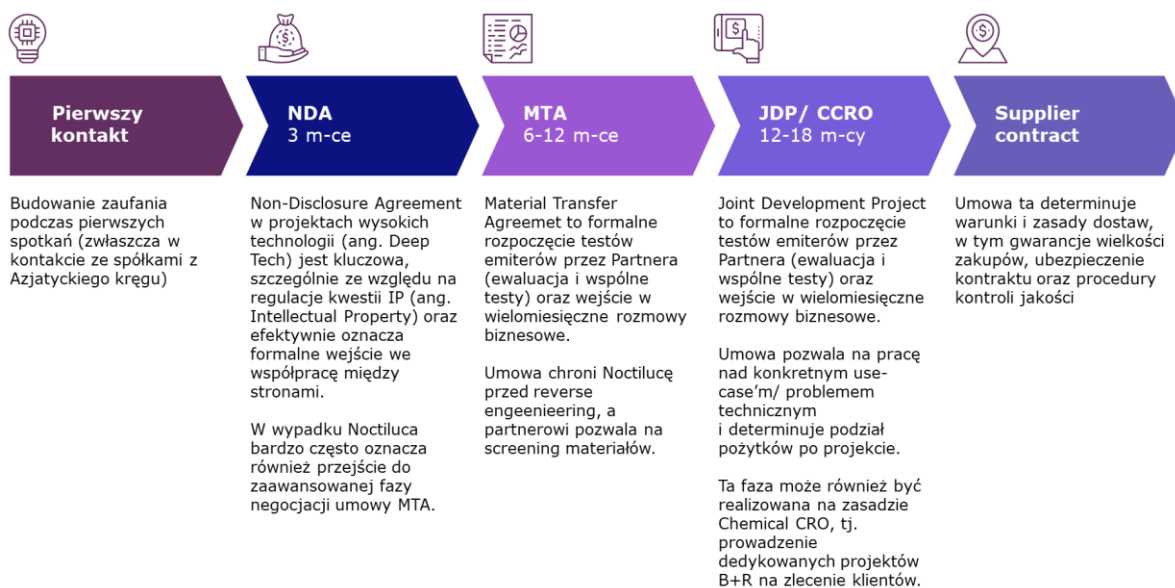 Pierwszy
kontakt
NDA
3 m-ce
MTA
6-12 m-ce
JDP/ CCRO
12-18 m-cy
Supplier
contract
Budowanie zaufania
podczas pierwszych
spotkań (zwłaszcza w
kontakcie ze spółkami z
Azjatyckiego kręgu)
Non-Disclosure Agreement
w projektach wysokich
technologii (ang. Deep
Tech) jest kluczowa,
szczególnie ze względu na
regulacje kwestii IP (ang.
Intellectual Property) oraz
efektywnie oznacza
formalne wejście we
współpracę między
stronami.
W wypadku Noctiluca
bardzo często oznacza
również przejście do
zaawansowanej fazy
negocjacji umowy MTA.
Material Transfer
Agreemet to formalne
rozpoczęcie testów
emiterów przez Partnera
(ewaluacja i wspólne
testy) oraz wejście w
wielomiesięczne rozmowy
biznesowe.
Umowa chroni Noctilucę
przed reverse
engeenieering, a
partnerowi pozwala na
screening materiałów.
Joint Development Project
to formalne rozpoczęcie
testów emiterów przez
Partnera (ewaluacja i
wspólne testy) oraz
wejście w wielomiesięczne
rozmowy biznesowe.
Umowa pozwala na pracę
nad konkretnym use-
case’m/ problemem
technicznym
i determinuje podział
pożytków po projekcie.
Ta faza może również być
realizowana na zasadzie
Chemical CRO, tj.
prowadzenie
dedykowanych projektów
B+R na zlecenie klientów.
Umowa ta determinuje
warunki i zasady dostaw,
w tym gwarancje wielkości
zakupów, ubezpieczenie
kontraktu oraz procedury
kontroli jakości